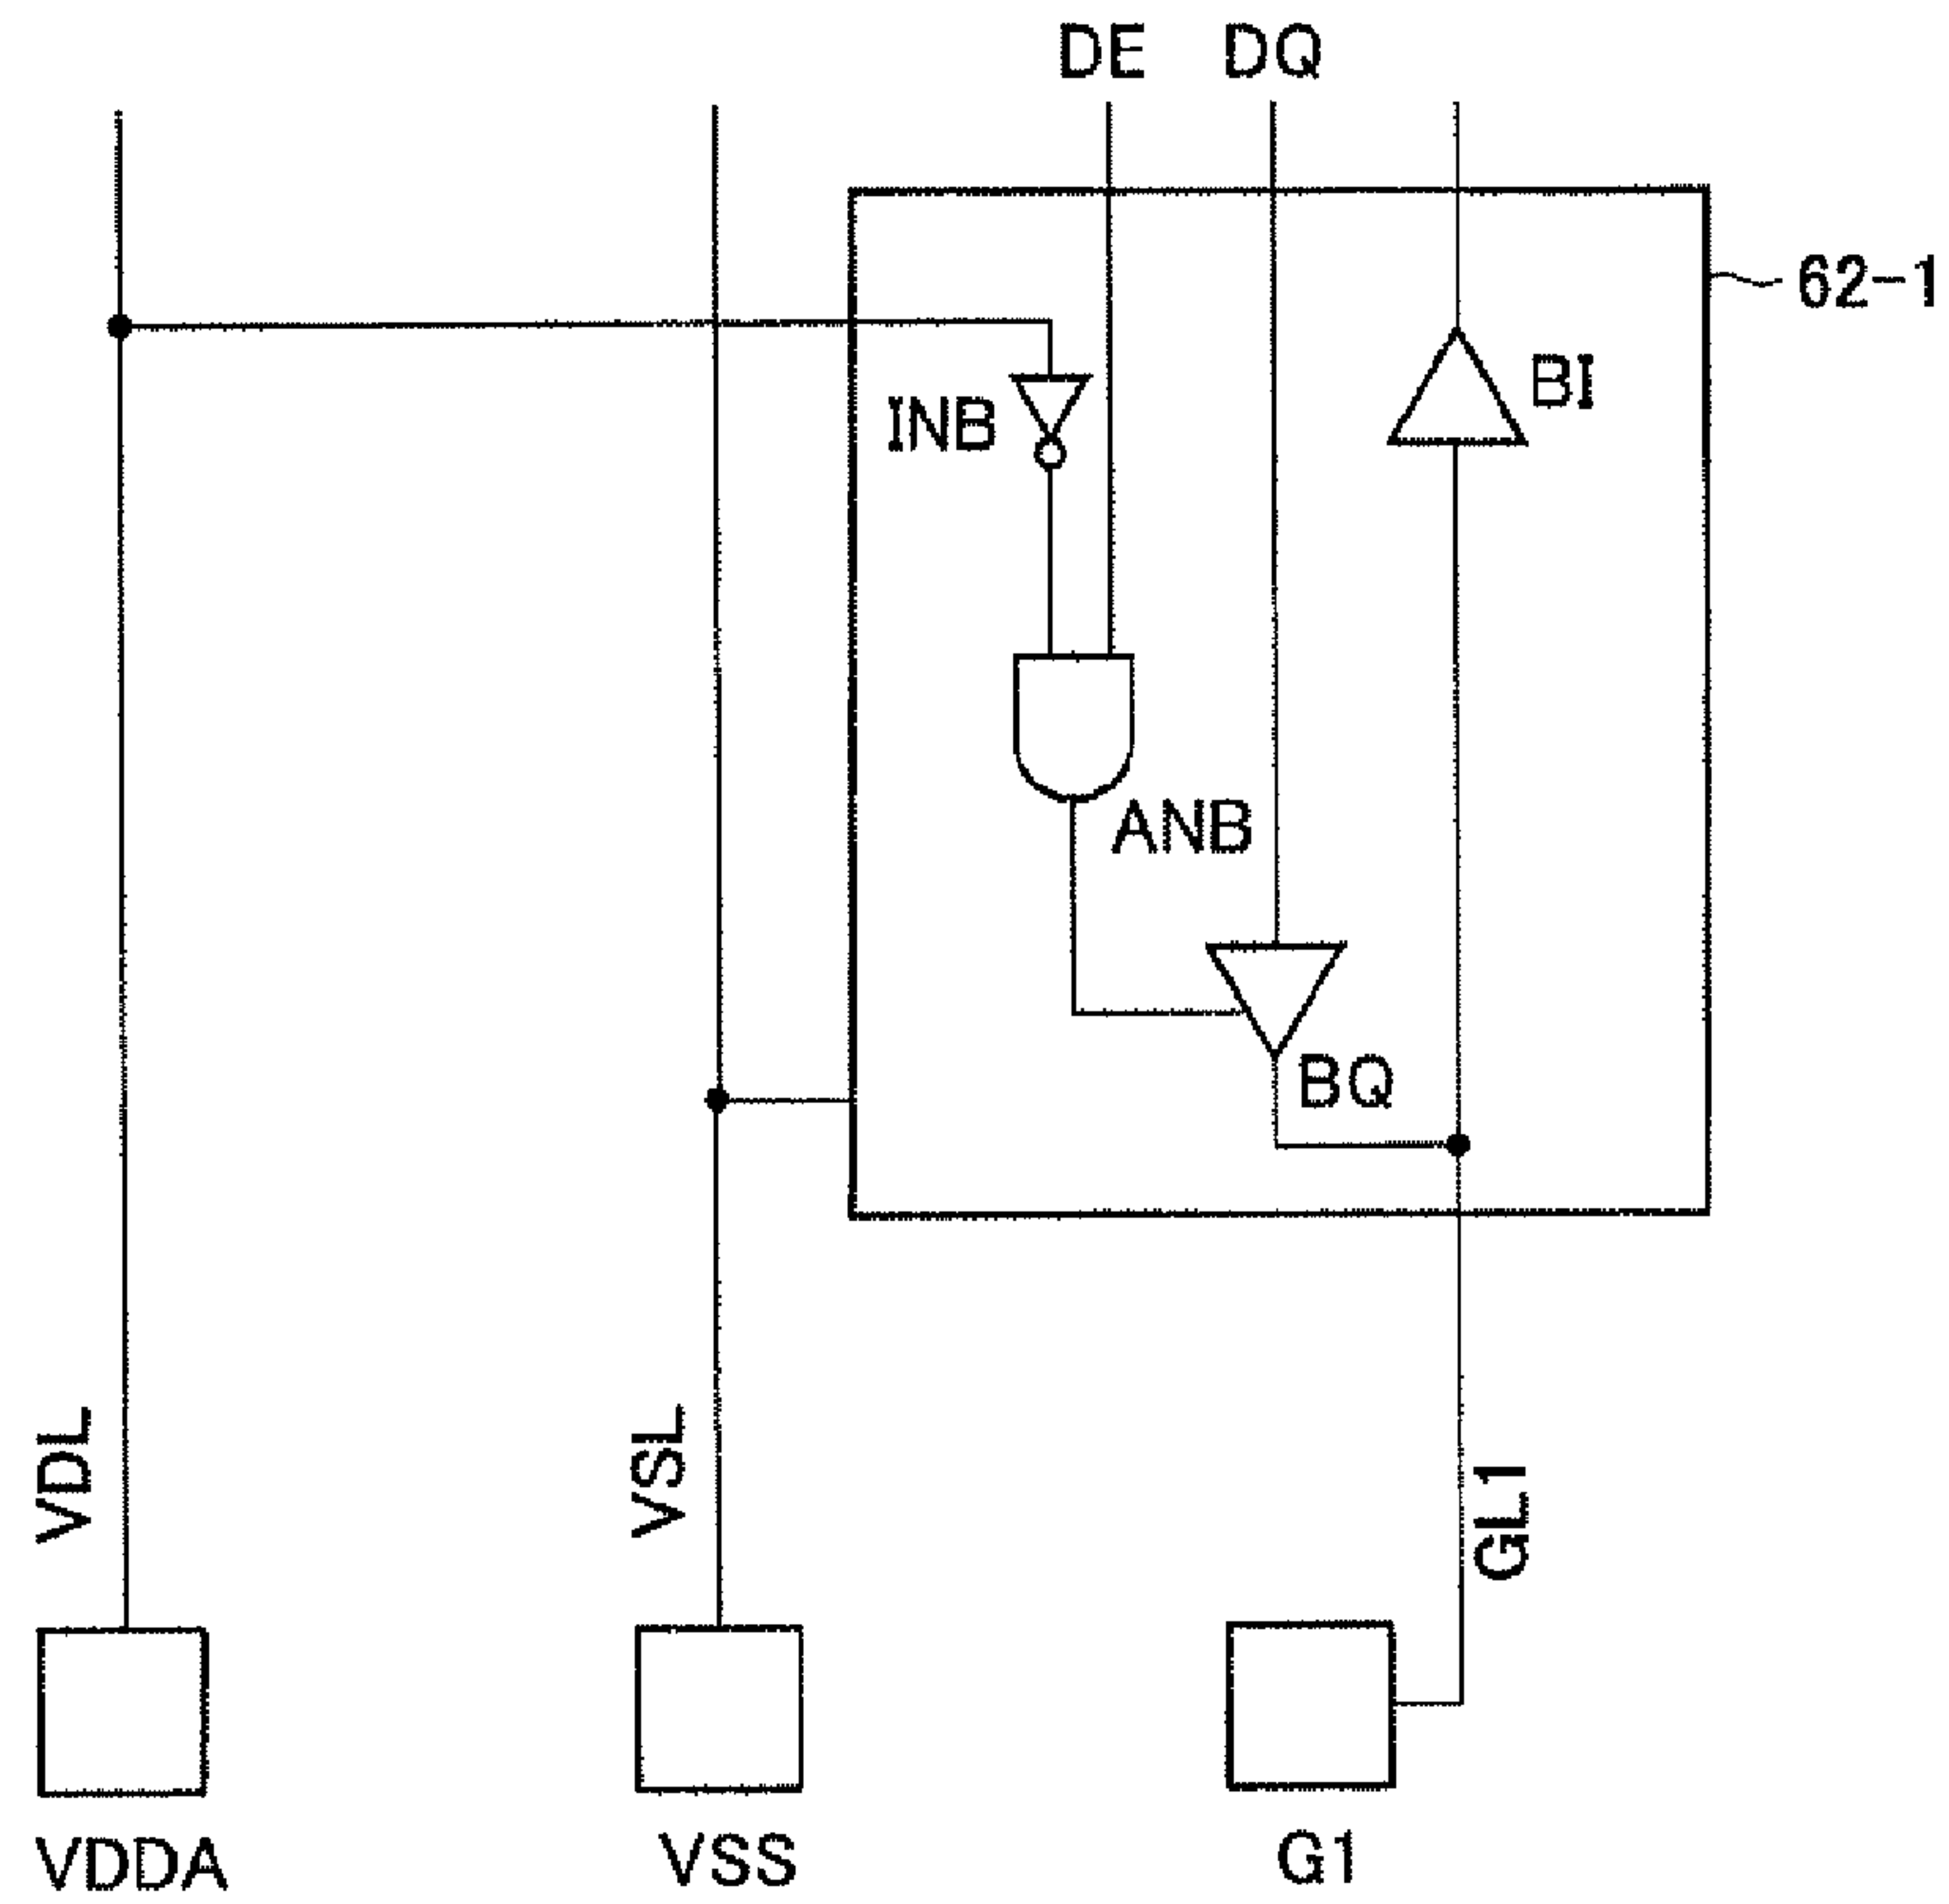 DE DQ
62-1
BI
INB
ANB
BQ
VDL
VSL
GL1
VDDA
VSS
G1